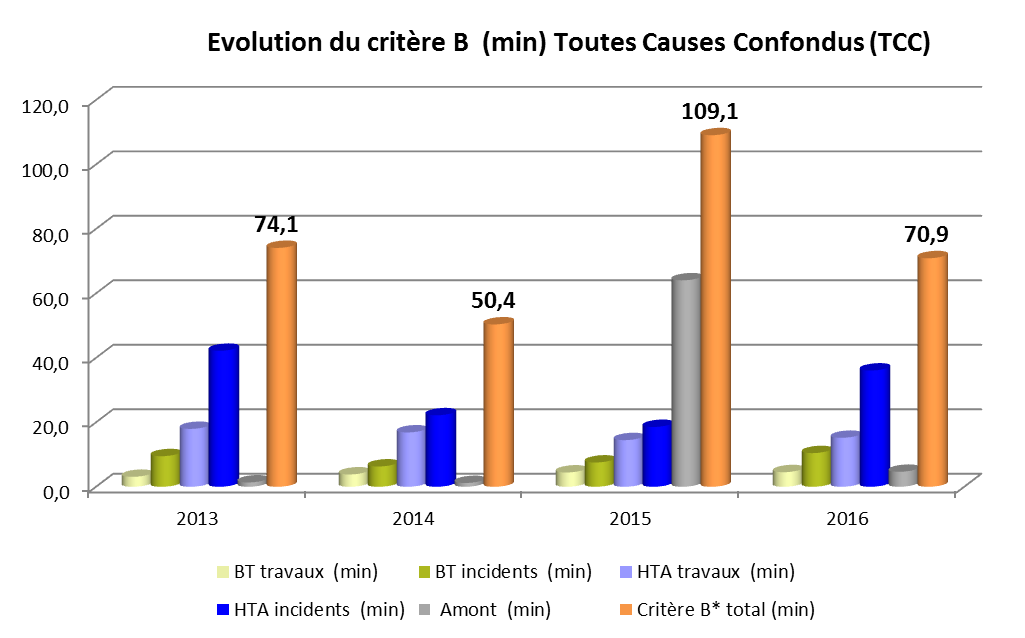 Evolution du critère B (min) Toutes Causes Confondus (TCC)
120,0
100,0
80,0
60,0
40,0
20,0
0,0
74,1
50,4
109,1
70,9
2013 2014 2015 2016
BT travaux (min) BT incidents (min) HTA travaux (min)
HTA incidents (min) Amont (min) Critère B* total (min)